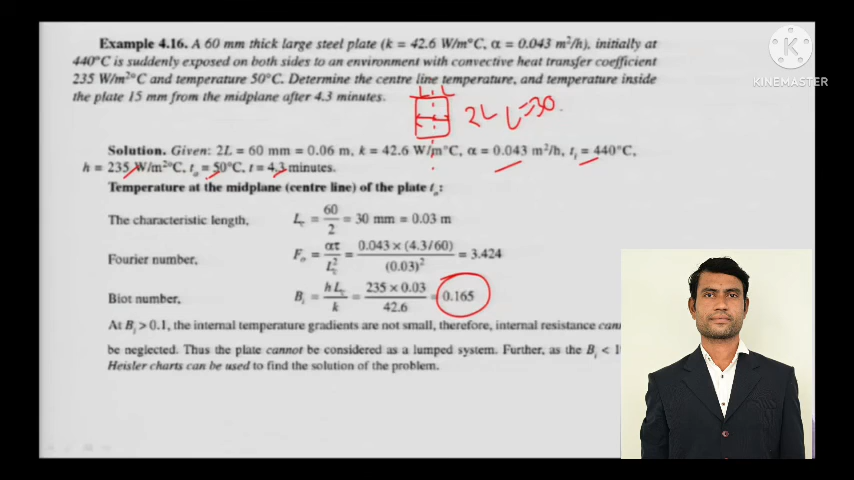 Example 4.16. A 60 mm thick large steel plate (k = 42.6 W/m°C, α = 0.043 m²/h), initially at
440°C is suddenly exposed on both sides to an environment with convective heat transfer coefficient
235 W/m²°C and temperature 50°C. Determine the centre line temperature, and temperature inside
the plate 15 mm from the midplane after 4.3 minutes.
K
KINEMASTER
L L
2L L=30
Solution. Given: 2L = 60 mm = 0.06 m, k = 42.6 W/m°C, α = 0.043 m²/h, tᵢ = 440°C,
h = 235 W/m²°C, tₐ = 50°C, t = 4.3 minutes.
Temperature at the midplane (centre line) of the plate tₒ:
The characteristic length, L_c = 60/2 = 30 mm = 0.03 m
Fourier number, Fₒ = ατ/L_c² = 0.043 × (4.3/60)/(0.03)² = 3.424
Biot number, Bᵢ = hL_c/k = 235 × 0.03/42.6 = 0.165
At Bᵢ > 0.1, the internal temperature gradients are not small, therefore, internal resistance
be neglected. Thus the plate cannot be considered as a lumped system. Further, as the Bᵢ <
Heisler charts can be used to find the solution of the problem.